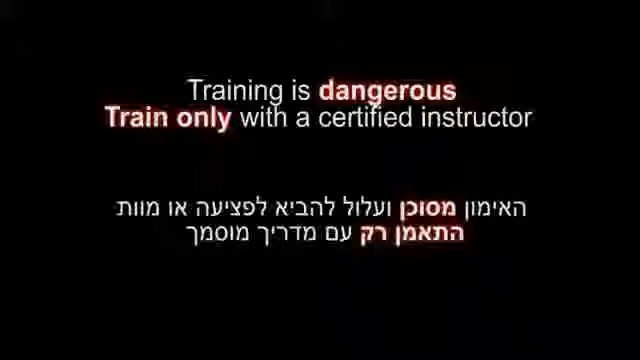 Training is dangerous
Train only with a certified instructor
האימון מסוכן ועלול להביא לפציעה או מוות
התאמן רק עם מדריך מוסמך